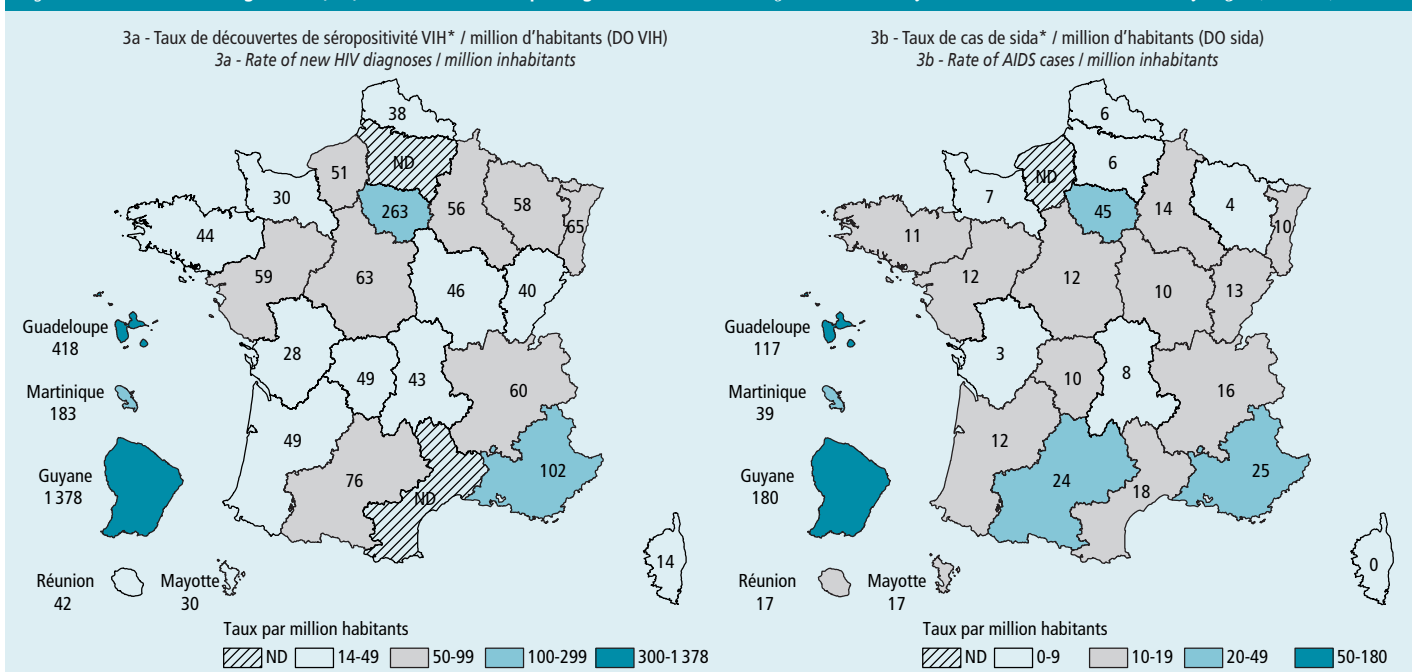 3a - Taux de découvertes de séropositivité VIH* / million d'habitants (DO VIH)
3a - Rate of new HIV diagnoses / million inhabitants
38
ND
51
30
263
56
58
65
44
59
63
46
40
Guadeloupe
418
28
49
43
60
Martinique
183
49
76
ND
102
Guyane
1 378
14
Réunion
42
Mayotte
30
Taux par million habitants
ND
14-49
50-99
100-299
300-1 378
3b - Taux de cas de sida* / million d'habitants (DO sida)
3b - Rate of AIDS cases / million inhabitants
6
6
ND
7
45
14
4
10
11
12
12
10
13
Guadeloupe
117
3
10
8
16
Martinique
39
12
24
18
25
Guyane
180
0
Réunion
17
Mayotte
17
Taux par million habitants
ND
0-9
10-19
20-49
50-180